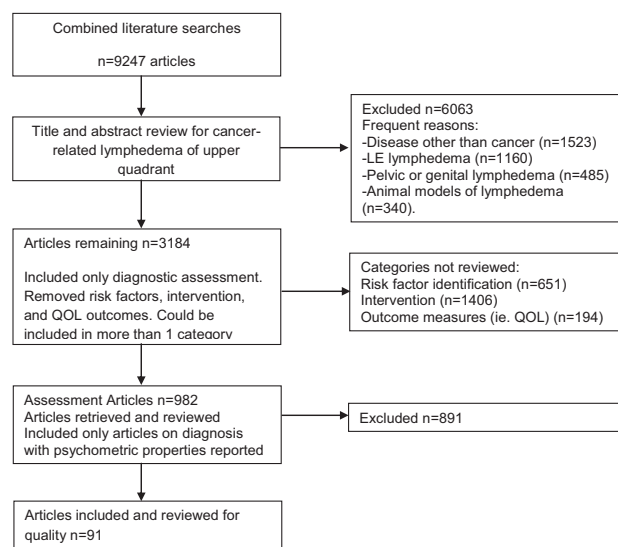 Combined literature searches
n=9247 articles
Title and abstract review for cancer-
related lymphedema of upper
quadrant
Excluded n=6063
Frequent reasons:
-Disease other than cancer (n=1523)
-LE lymphedema (n=1160)
-Pelvic or genital lymphedema (n=485)
-Animal models of lymphedema
(n=340).
Articles remaining n=3184
Included only diagnostic assessment.
Removed risk factors, intervention,
and QOL outcomes. Could be
included in more than 1 category
Categories not reviewed:
Risk factor identification (n=651)
Intervention (n=1406)
Outcome measures (ie. QOL) (n=194)
Assessment Articles n=982
Articles retrieved and reviewed
Included only articles on diagnosis
with psychometric properties reported
Excluded n=891
Articles included and reviewed for
quality n=91